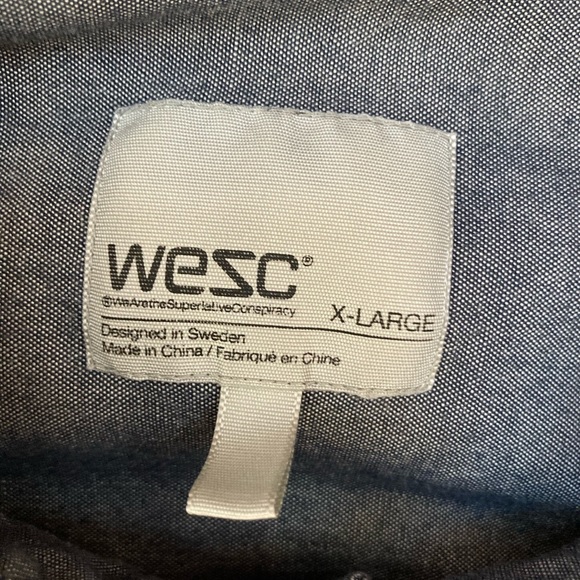 wesc®
@WeAretheSuperlativeConspiracy
X-LARGE
Designed in Sweden
Made in China / Fabriqué en Chine